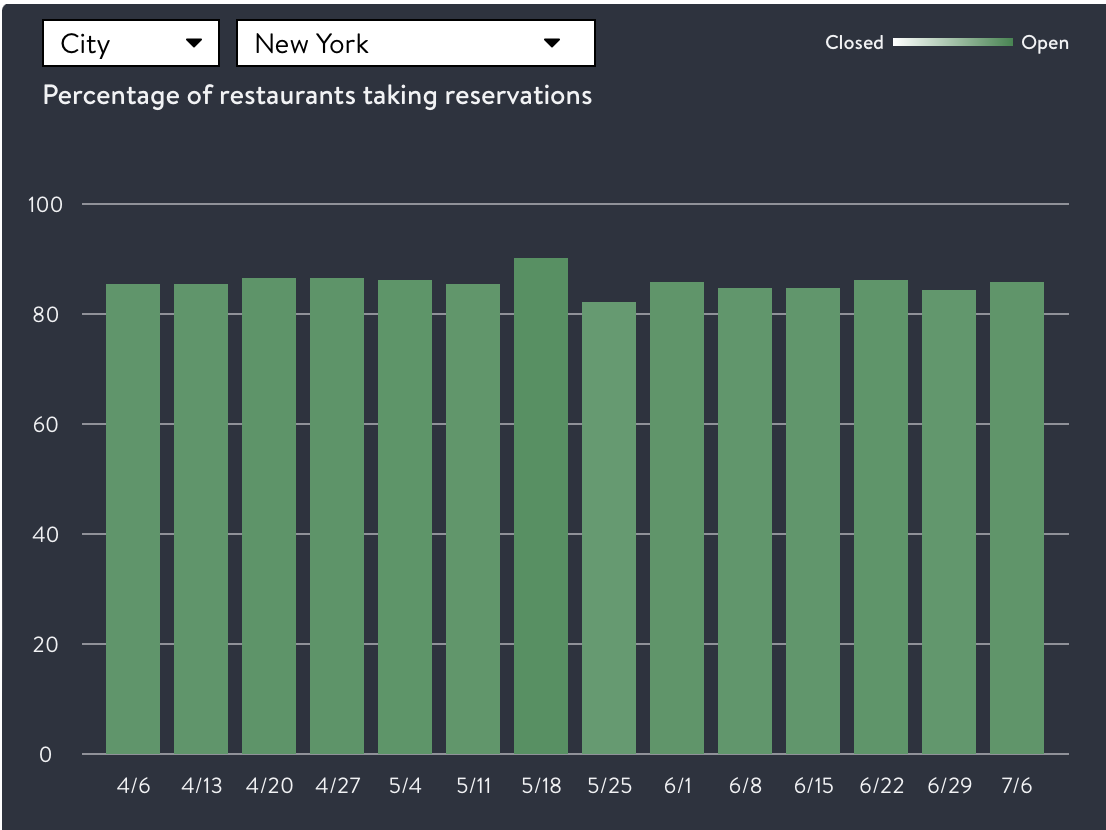 City
New York
Closed Open
Percentage of restaurants taking reservations
100
80
60
40
20
0
4/6 4/13 4/20 4/27 5/4 5/11 5/18 5/25 6/1 6/8 6/15 6/22 6/29 7/6